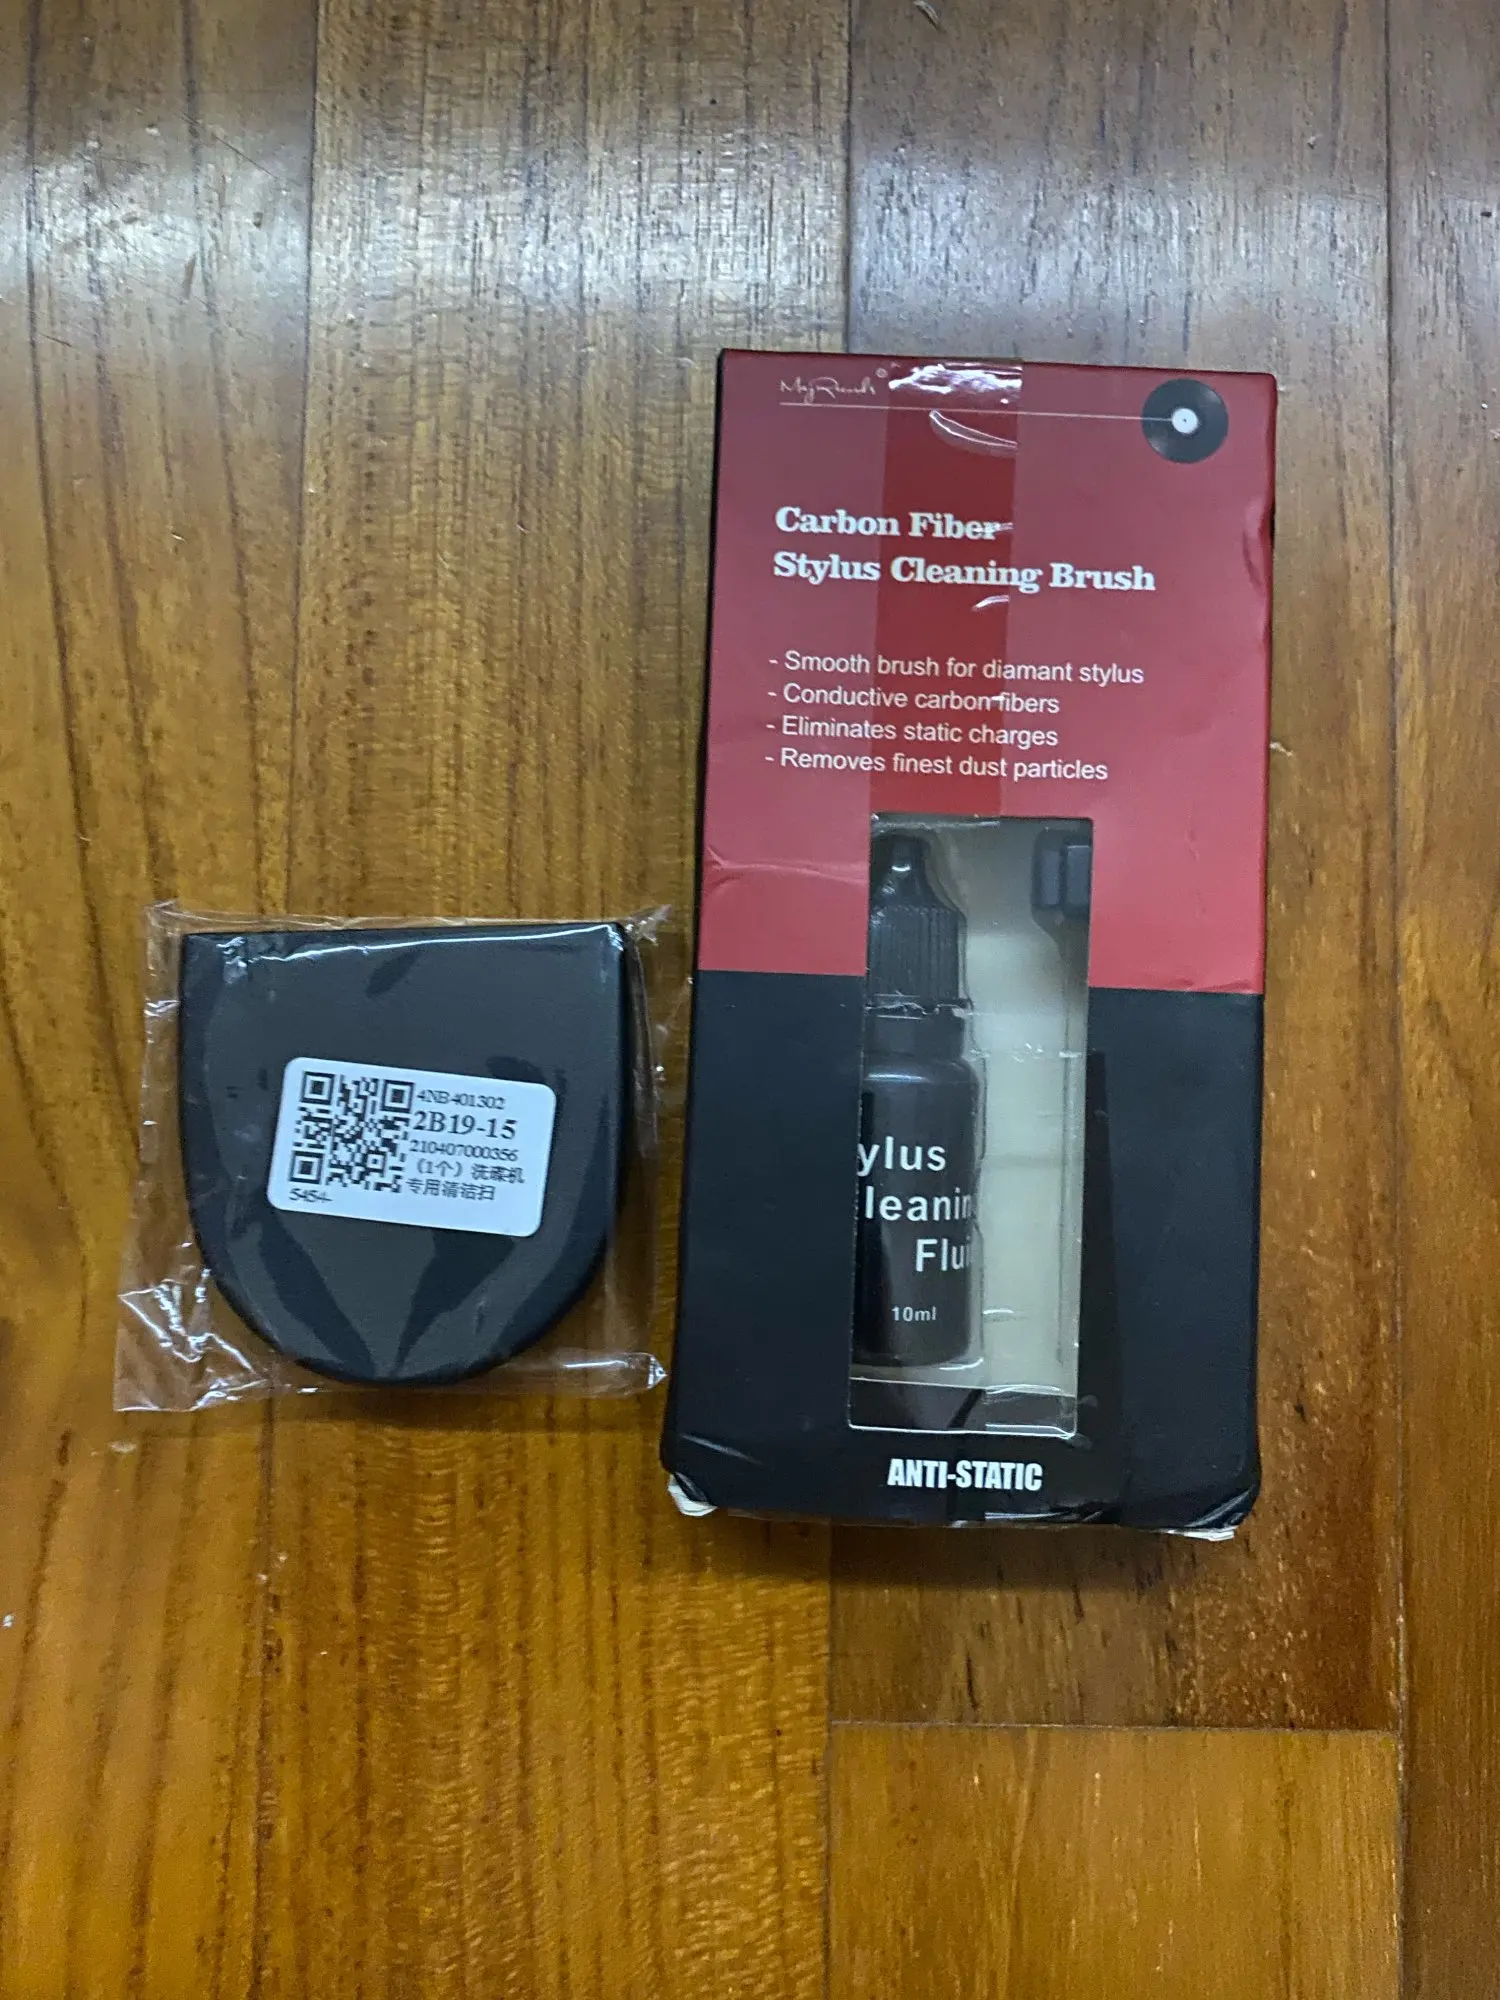 4NB401302
2B19-15
210407000356
（1个）洗碟机
专用清洁扫
5454-
Carbon Fiber
Stylus Cleaning Brush
- Smooth brush for diamant stylus
- Conductive carbon fibers
- Eliminates static charges
- Removes finest dust particles
ylus
leanin
Flui
10ml
ANTI-STATIC